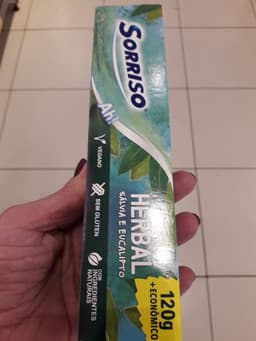 SORRISO
Ah!
VEGANO
SEM GLÚTEN
COM
INGREDIENTES
NATURAIS
HERBAL
SÁLVIA E EUCALIPTO
120g
+ ECONÔMICO